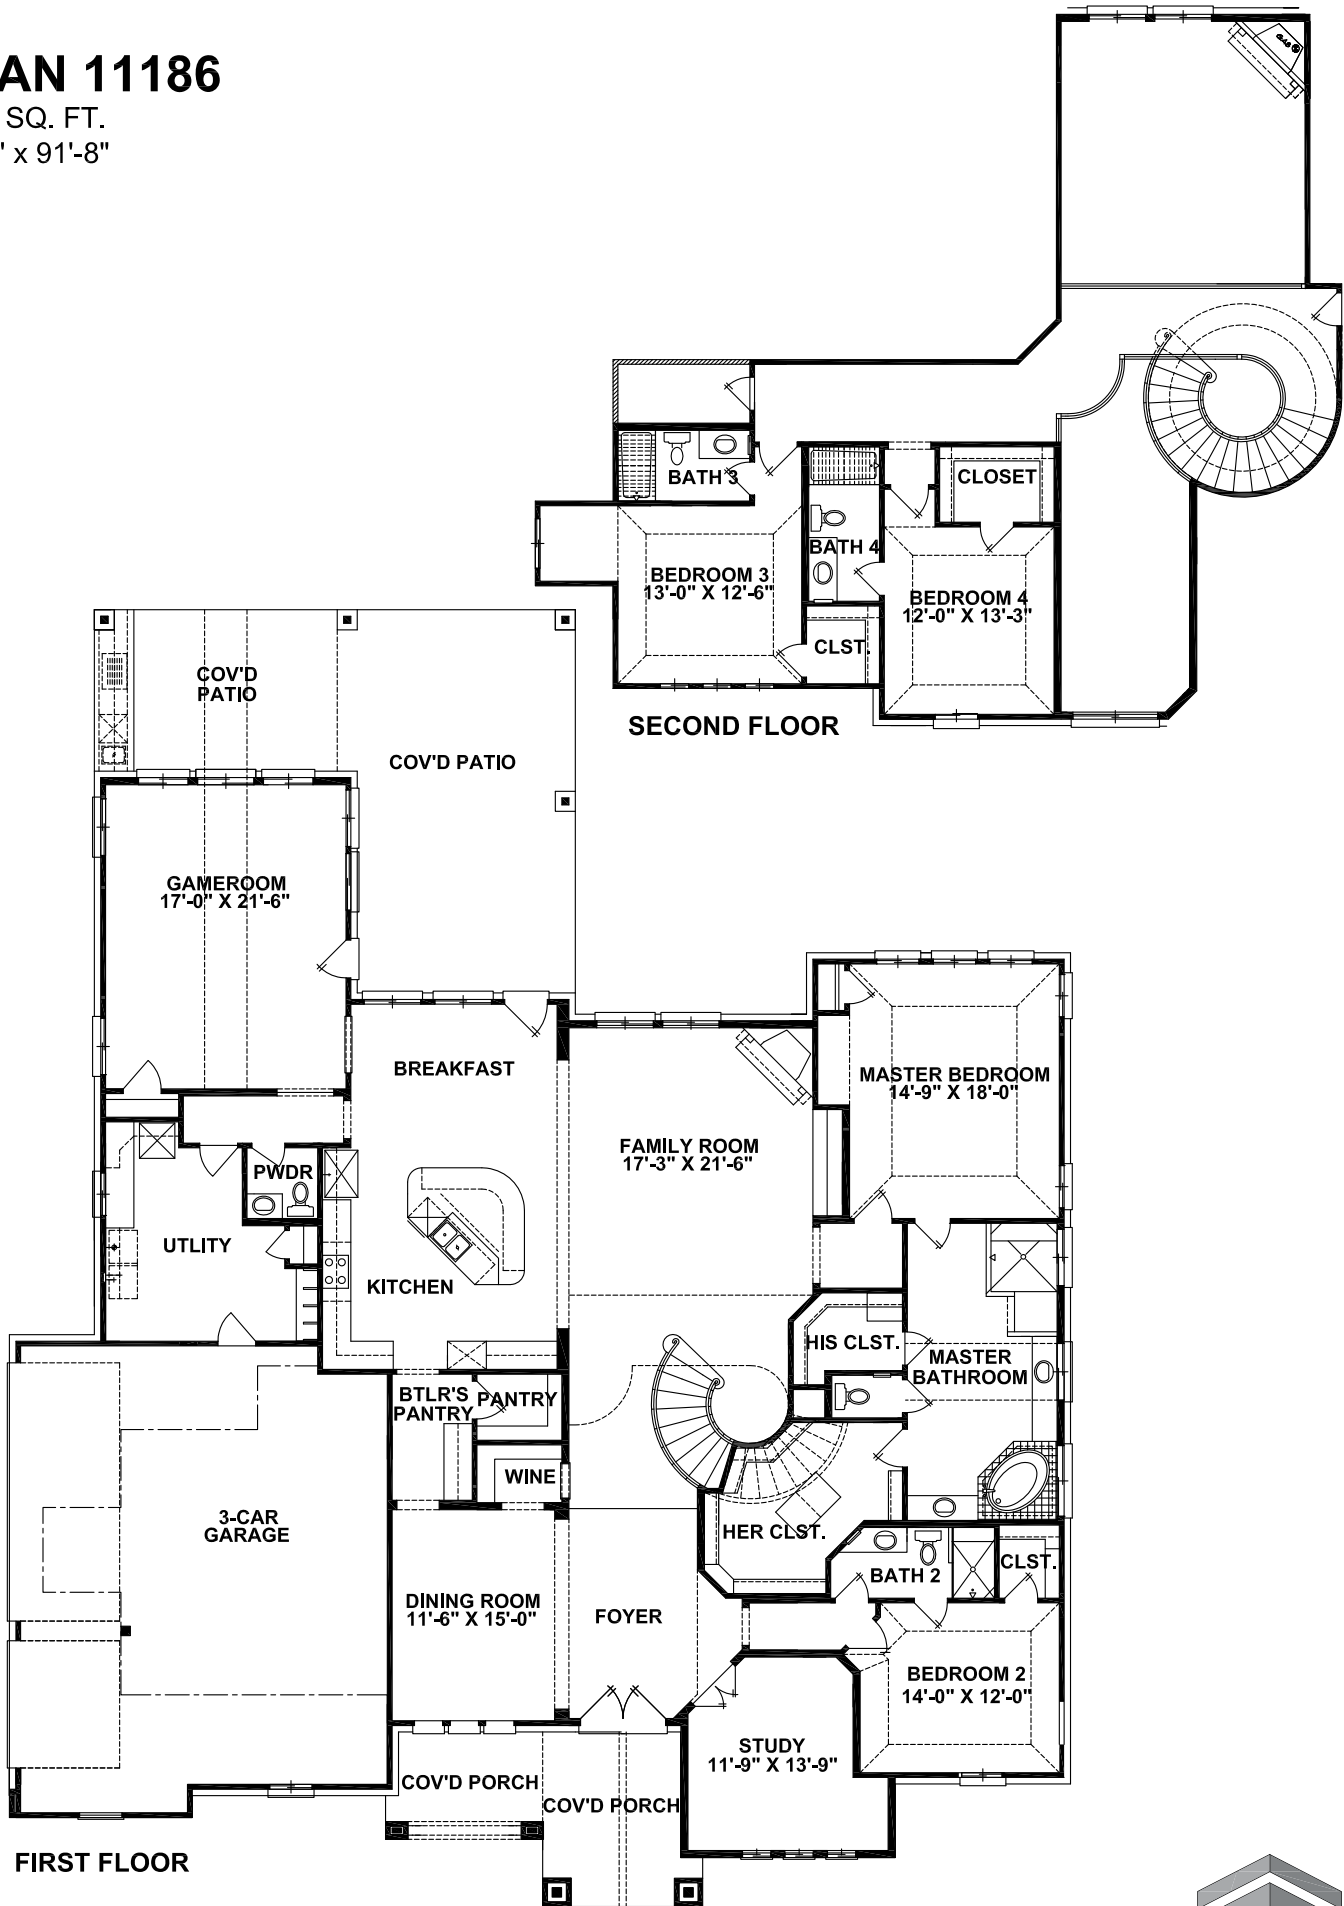 AN 11186
SQ. FT.
' x 91'-8"
GAS
BATH 3
CLOSET
BATH 4
BEDROOM 3
13'-0" X 12'-6"
BEDROOM 4
12'-0" X 13'-3"
CLST.
SECOND FLOOR
COV'D
PATIO
COV'D PATIO
GAMEROOM
17'-0" X 21'-6"
BREAKFAST
MASTER BEDROOM
14'-9" X 18'-0"
FAMILY ROOM
17'-3" X 21'-6"
PWDR
UTLITY
KITCHEN
HIS CLST.
MASTER
BATHROOM
BTLR'S
PANTRY
PANTRY
WINE
3-CAR
GARAGE
HER CLST.
BATH 2
CLST.
DINING ROOM
11'-6" X 15'-0"
FOYER
BEDROOM 2
14'-0" X 12'-0"
STUDY
11'-9" X 13'-9"
COV'D PORCH
COV'D PORCH
FIRST FLOOR